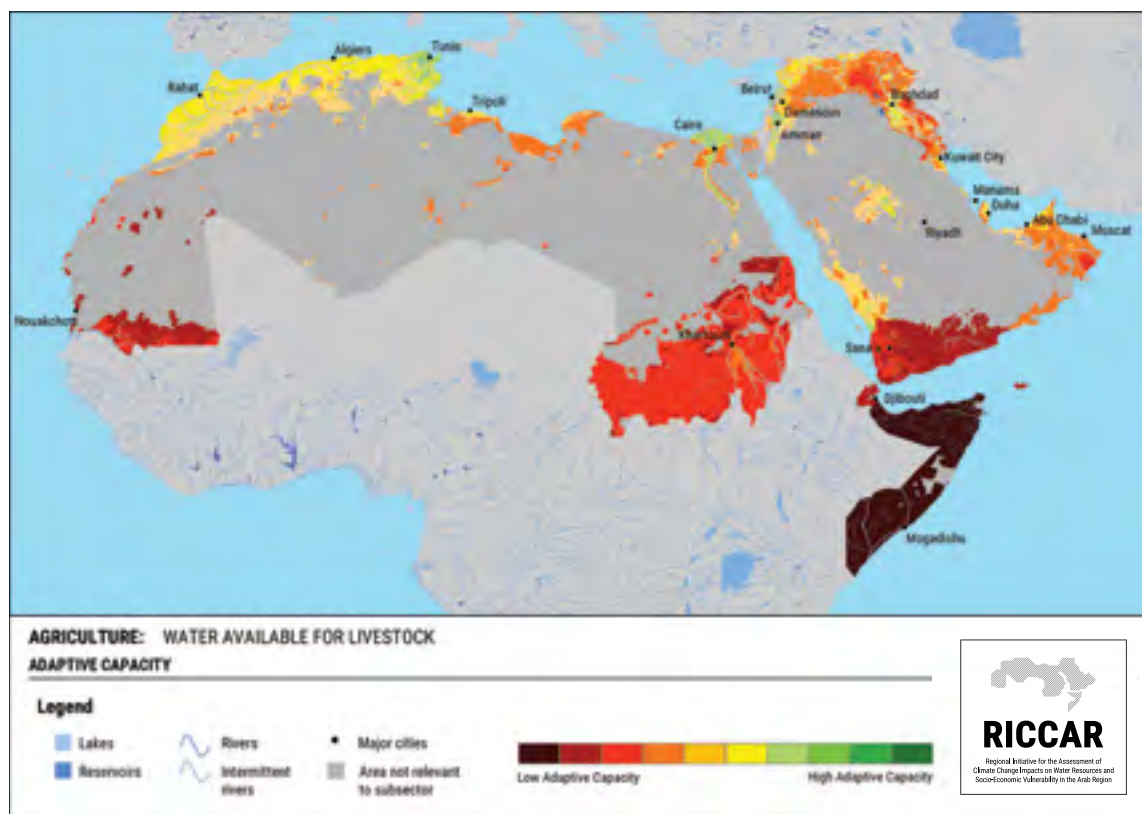 Algiers
Tunis
Rabat
Tripoli
Cairo
Beirut
Damascus
Amman
Baghdad
Kuwait City
Manama
Doha
Riyadh
Abu Dhabi
Muscat
Nouakchott
Khartoum
Sana'a
Djibouti
Mogadishu
AGRICULTURE: WATER AVAILABLE FOR LIVESTOCK
ADAPTIVE CAPACITY
Legend
Lakes
Reservoirs
Rivers
Intermittent
rivers
Major cities
Area not relevant
to subsector
Low Adaptive Capacity
High Adaptive Capacity
RICCAR
Regional Initiative for the Assessment of
Climate Change Impacts on Water Resources and
Socio-Economic Vulnerability in the Arab Region